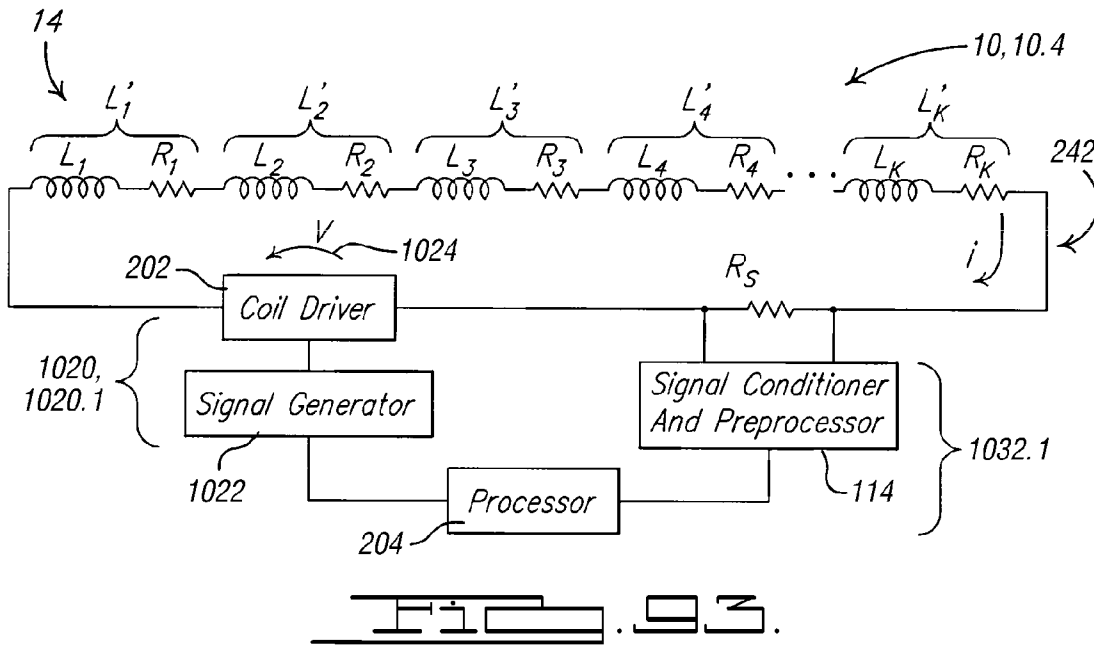 14
10, 10.4
L'1 L'2 L'3 L'4 L'K
L1 R1 L2 R2 L3 R3 L4 R4 ... LK RK
242
V
1024
i
202
Coil Driver
RS
1020,
1020.1
Signal Generator
Signal Conditioner
And Preprocessor
1032.1
1022
114
Processor
204
FIG. 93.